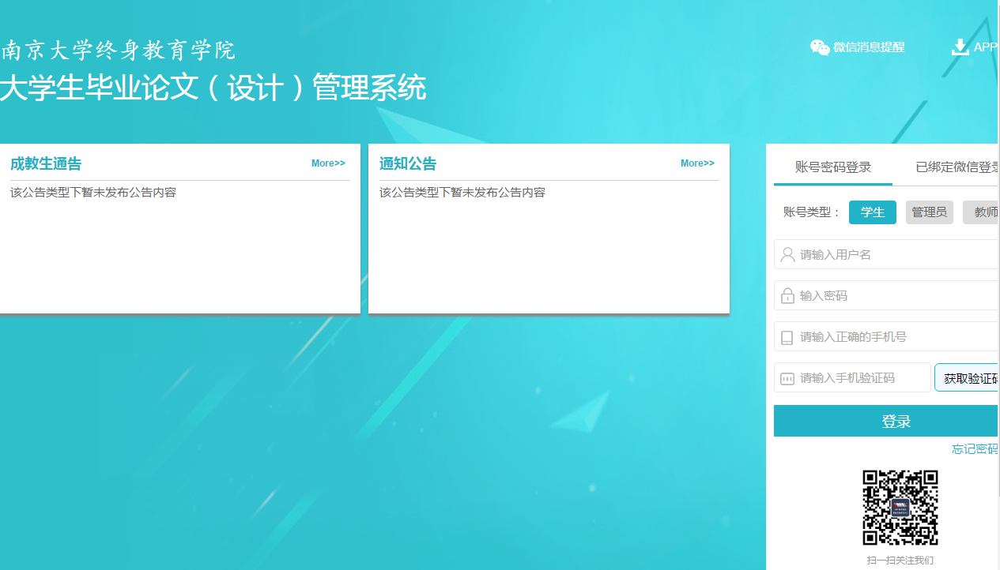 南京大学终身教育学院
大学生毕业论文（设计）管理系统
微信消息提醒
APP
成教生通告
More>>
该公告类型下暂未发布公告内容
通知公告
More>>
该公告类型下暂未发布公告内容
账号密码登录
已绑定微信登录
账号类型：
学生
管理员
教师
请输入用户名
输入密码
请输入正确的手机号
请输入手机验证码
获取验证码
登录
忘记密码
扫一扫关注我们